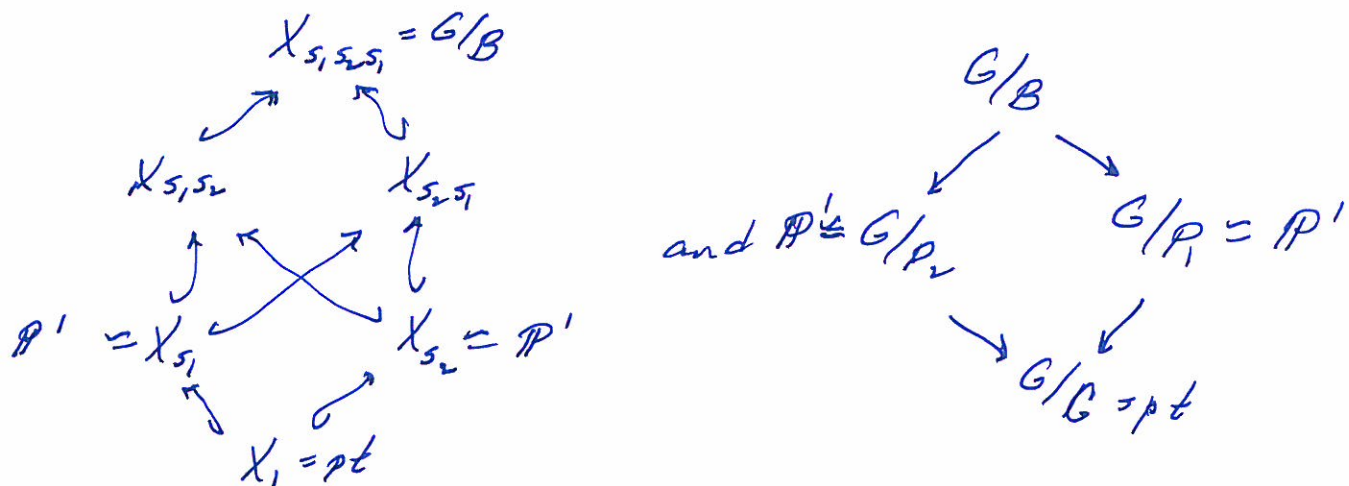 X_{s_1 s_2 s_1} = G/B
G/B
X_{s_1 s_2} X_{s_2 s_1}
and P^1 ≃ G/P_2 G/P_1 ≃ P^1
P^1 ≃ X_{s_1} X_{s_2} ≃ P^1
G/G = pt
X_1 = pt